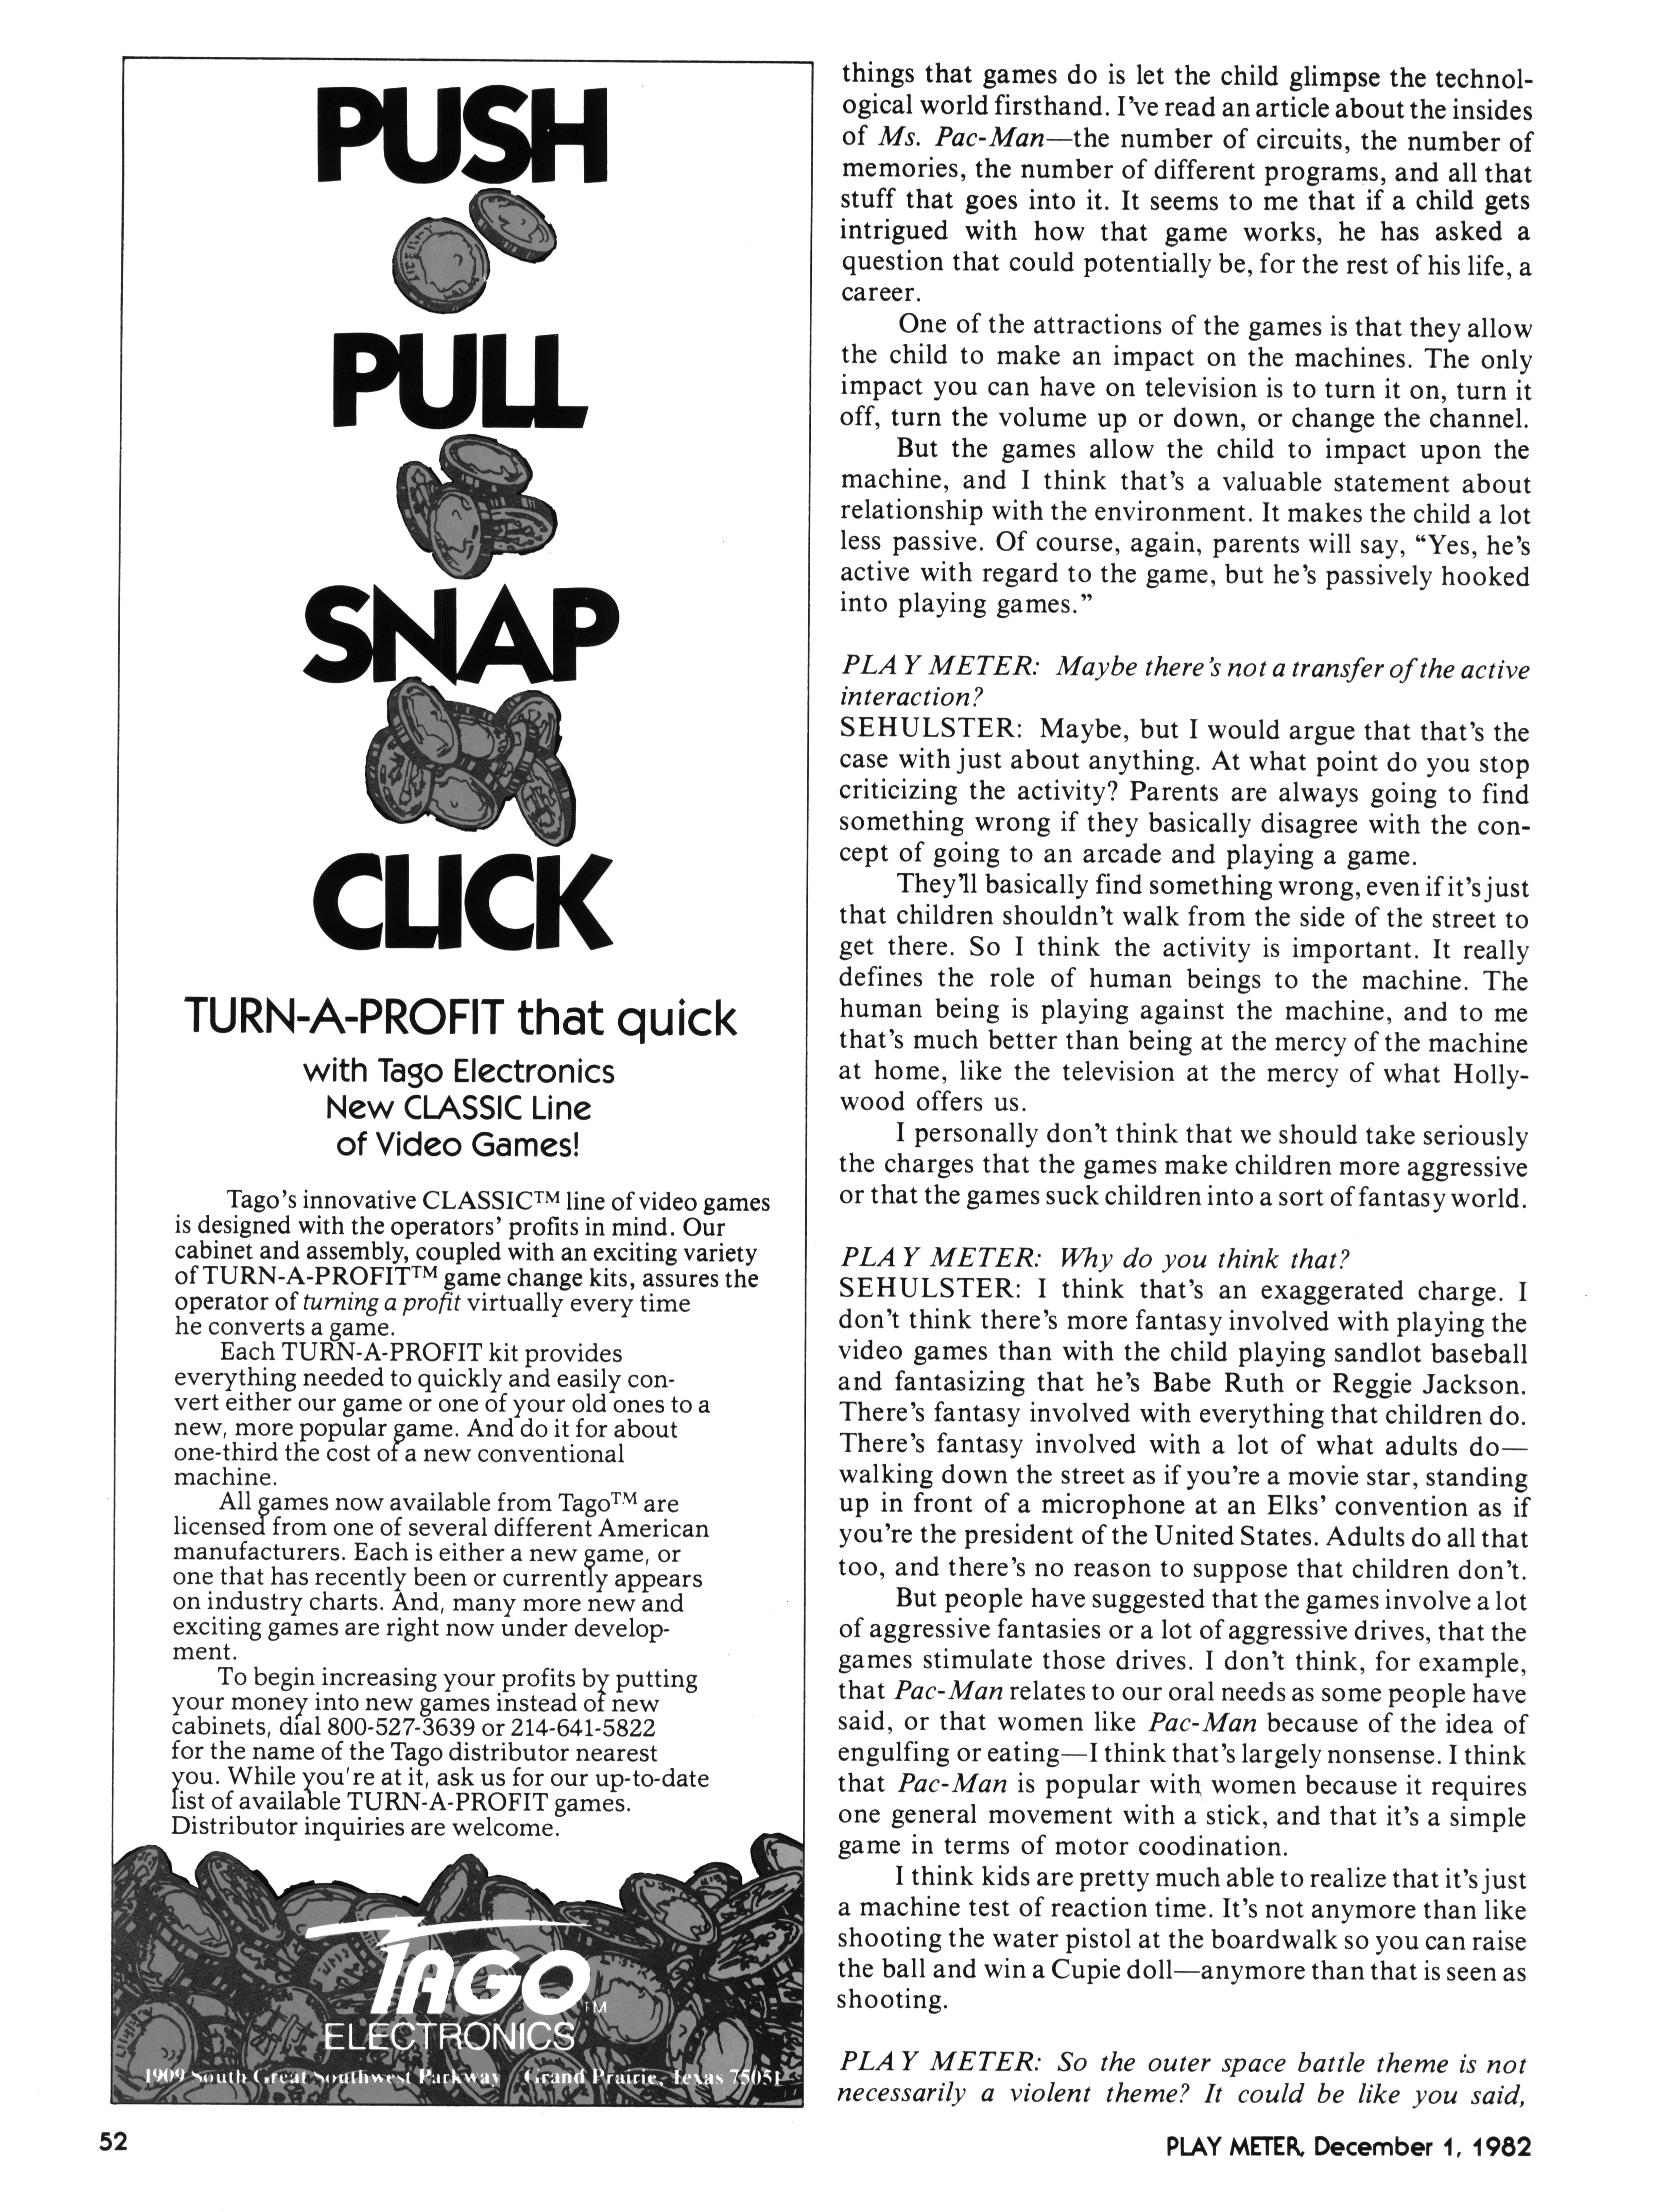 PUSH
PULL
SNAP
CLICK
TURN-A-PROFIT that quick
with Tago Electronics
New CLASSIC Line
of Video Games!
Tago's innovative CLASSIC™ line of video games
is designed with the operators' profits in mind. Our
cabinet and assembly, coupled with an exciting variety
of TURN-A-PROFIT™ game change kits, assures the
operator of turning a profit virtually every time
he converts a game.
Each TURN-A-PROFIT kit provides
everything needed to quickly and easily con-
vert either our game or one of your old ones to a
new, more popular game. And do it for about
one-third the cost of a new conventional
machine.
All games now available from Tago™ are
licensed from one of several different American
manufacturers. Each is either a new game, or
one that has recently been or currently appears
on industry charts. And, many more new and
exciting games are right now under develop-
ment.
To begin increasing your profits by putting
your money into new games instead of new
cabinets, dial 800-527-3639 or 214-641-5822
for the name of the Tago distributor nearest
you. While you're at it, ask us for our up-to-date
list of available TURN-A-PROFIT games.
Distributor inquiries are welcome.
TAGO™
ELECTRONICS
1909 South Great Southwest Parkway Grand Prairie, Texas 75051
things that games do is let the child glimpse the technol-
ogical world firsthand. I've read an article about the insides
of Ms. Pac-Man—the number of circuits, the number of
memories, the number of different programs, and all that
stuff that goes into it. It seems to me that if a child gets
intrigued with how that game works, he has asked a
question that could potentially be, for the rest of his life, a
career.
One of the attractions of the games is that they allow
the child to make an impact on the machines. The only
impact you can have on television is to turn it on, turn it
off, turn the volume up or down, or change the channel.
But the games allow the child to impact upon the
machine, and I think that's a valuable statement about
relationship with the environment. It makes the child a lot
less passive. Of course, again, parents will say, “Yes, he's
active with regard to the game, but he's passively hooked
into playing games.”
PLAY METER: Maybe there's not a transfer of the active
interaction?
SEHULSTER: Maybe, but I would argue that that's the
case with just about anything. At what point do you stop
criticizing the activity? Parents are always going to find
something wrong if they basically disagree with the con-
cept of going to an arcade and playing a game.
They'll basically find something wrong, even if it's just
that children shouldn't walk from the side of the street to
get there. So I think the activity is important. It really
defines the role of human beings to the machine. The
human being is playing against the machine, and to me
that's much better than being at the mercy of the machine
at home, like the television at the mercy of what Holly-
wood offers us.
I personally don't think that we should take seriously
the charges that the games make children more aggressive
or that the games suck children into a sort of fantasy world.
PLAY METER: Why do you think that?
SEHULSTER: I think that's an exaggerated charge. I
don't think there's more fantasy involved with playing the
video games than with the child playing sandlot baseball
and fantasizing that he's Babe Ruth or Reggie Jackson.
There's fantasy involved with everything that children do.
There's fantasy involved with a lot of what adults do—
walking down the street as if you're a movie star, standing
up in front of a microphone at an Elks' convention as if
you're the president of the United States. Adults do all that
too, and there's no reason to suppose that children don't.
But people have suggested that the games involve a lot
of aggressive fantasies or a lot of aggressive drives, that the
games stimulate those drives. I don't think, for example,
that Pac-Man relates to our oral needs as some people have
said, or that women like Pac-Man because of the idea of
engulfing or eating—I think that's largely nonsense. I think
that Pac-Man is popular with women because it requires
one general movement with a stick, and that it's a simple
game in terms of motor coodination.
I think kids are pretty much able to realize that it's just
a machine test of reaction time. It's not anymore than like
shooting the water pistol at the boardwalk so you can raise
the ball and win a Cupie doll—anymore than that is seen as
shooting.
PLAY METER: So the outer space battle theme is not
necessarily a violent theme? It could be like you said,
52
PLAY METER, December 1, 1982